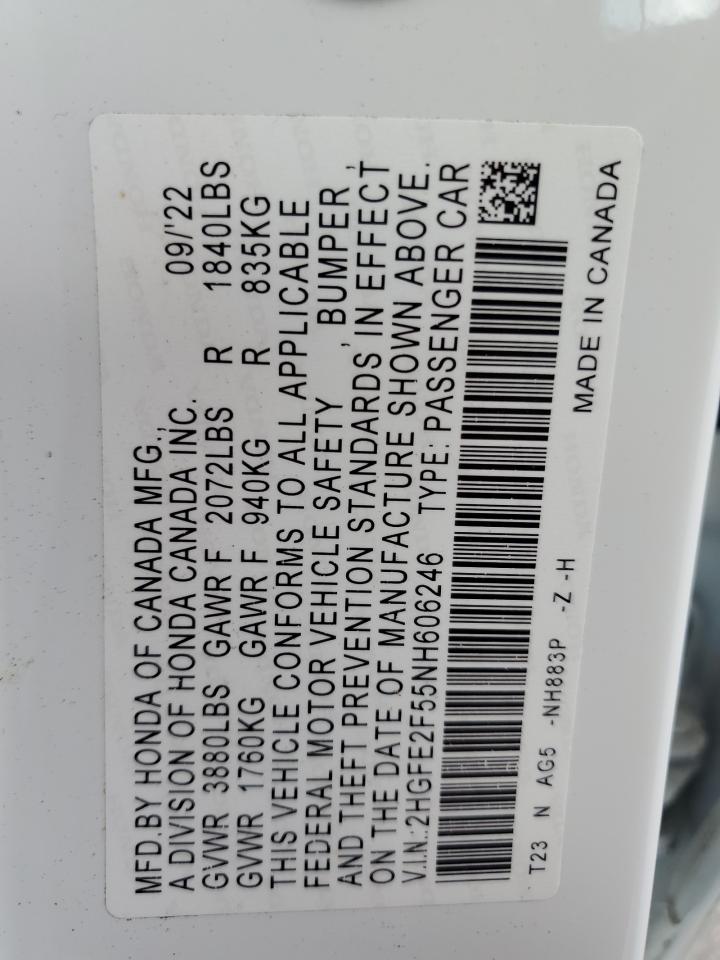 MFD.BY HONDA OF CANADA MFG.,
A DIVISION OF HONDA CANADA INC. 09/'22
GVWR 3880LBS GAWR F 2072LBS R 1840LBS
GVWR 1760KG GAWR F 940KG R 835KG
THIS VEHICLE CONFORMS TO ALL APPLICABLE
FEDERAL MOTOR VEHICLE SAFETY , BUMPER ,
AND THEFT PREVENTION STANDARDS IN EFFECT
ON THE DATE OF MANUFACTURE SHOWN ABOVE.
V.I.N.:2HGFE2F55NH606246 TYPE: PASSENGER CAR
T23 N AG5 -NH883P -Z -H
MADE IN CANADA